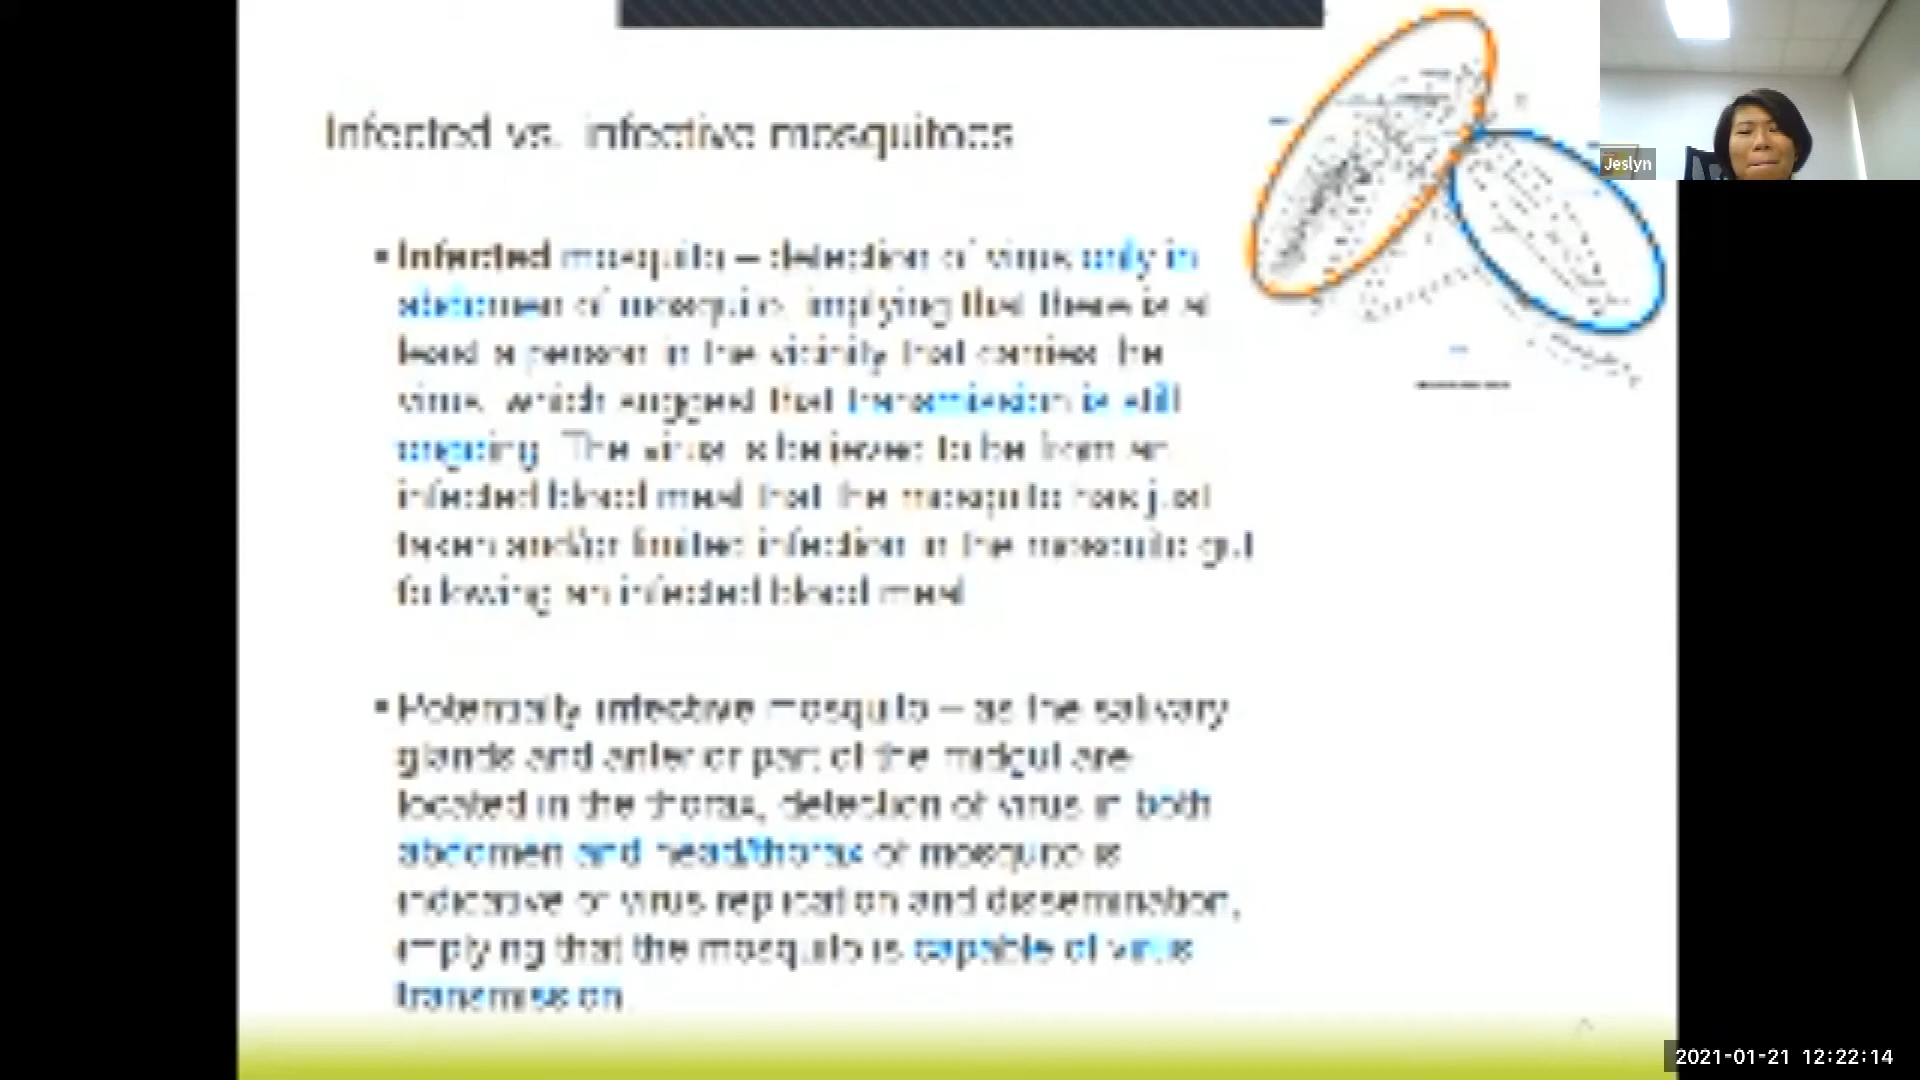 Infected vs. infective mosquitoes
Jeslyn
▪ Infected mosquito – detection of virus only in
abdomen of mosquito, implying that there is at
least a person in the vicinity that carries the
virus, which suggest that transmission is still
ongoing. The virus is believed to be from an
infected blood meal that the mosquito has just
taken and/or limited infection in the mosquito gut
following an infected blood meal
▪ Potentially infective mosquito – as the salivary
glands and anterior part of the midgut are
located in the thorax, detection of virus in both
abdomen and head/thorax of mosquito is
indicative of virus replication and dissemination,
implying that the mosquito is capable of virus
transmission.
2021-01-21 12:22:14